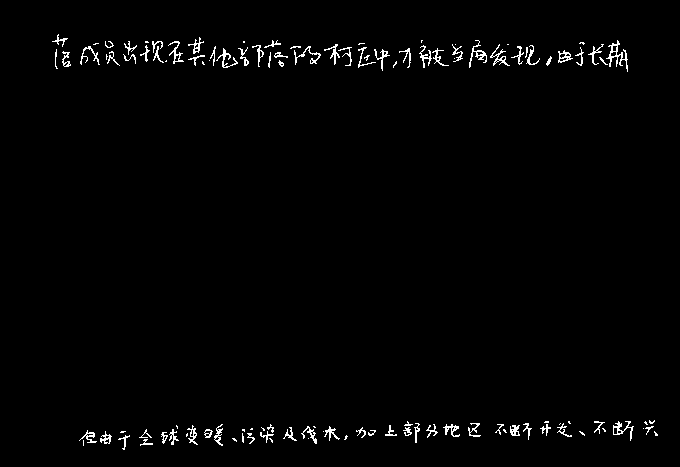 落成员出现在其他部落的村庄中,才被当局发现,由于长期
但由于全球变暖、污染及伐木,加上部分地区不断开发、不断兴